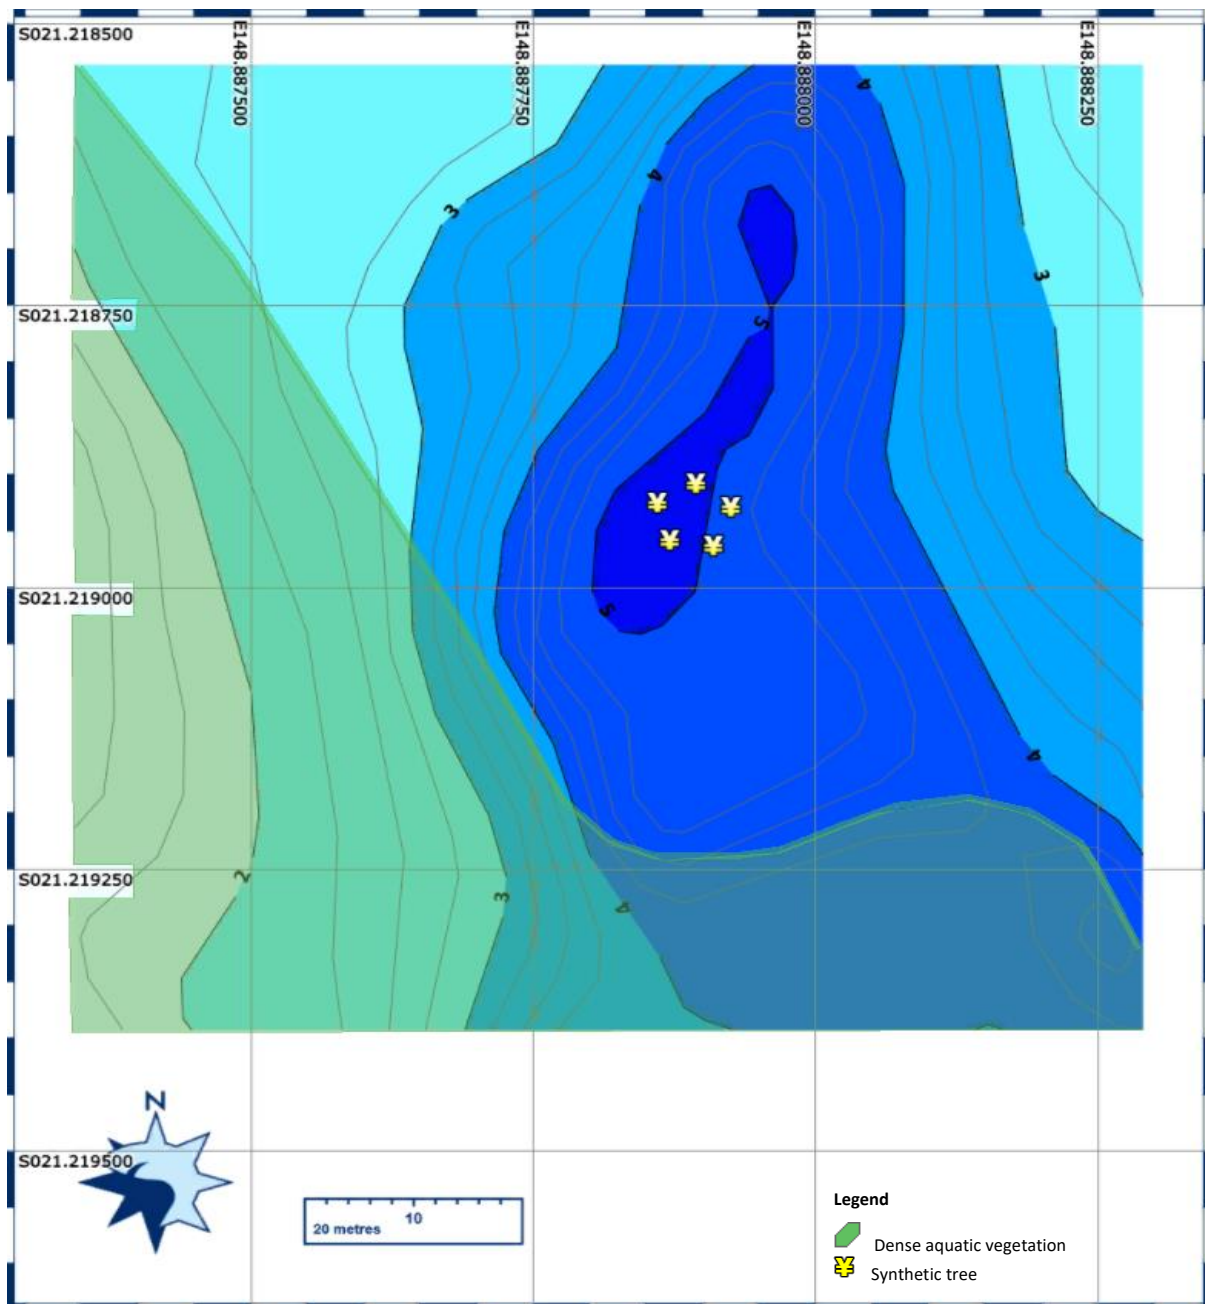 S021.218500
E148.887500
E148.887750
E148.888000
E148.888250
4
4
3
3
S021.218750
5
S021.219000
5
4
S021.219250
2
3
4
N
S021.219500
10
20 metres
Legend
Dense aquatic vegetation
¥ Synthetic tree